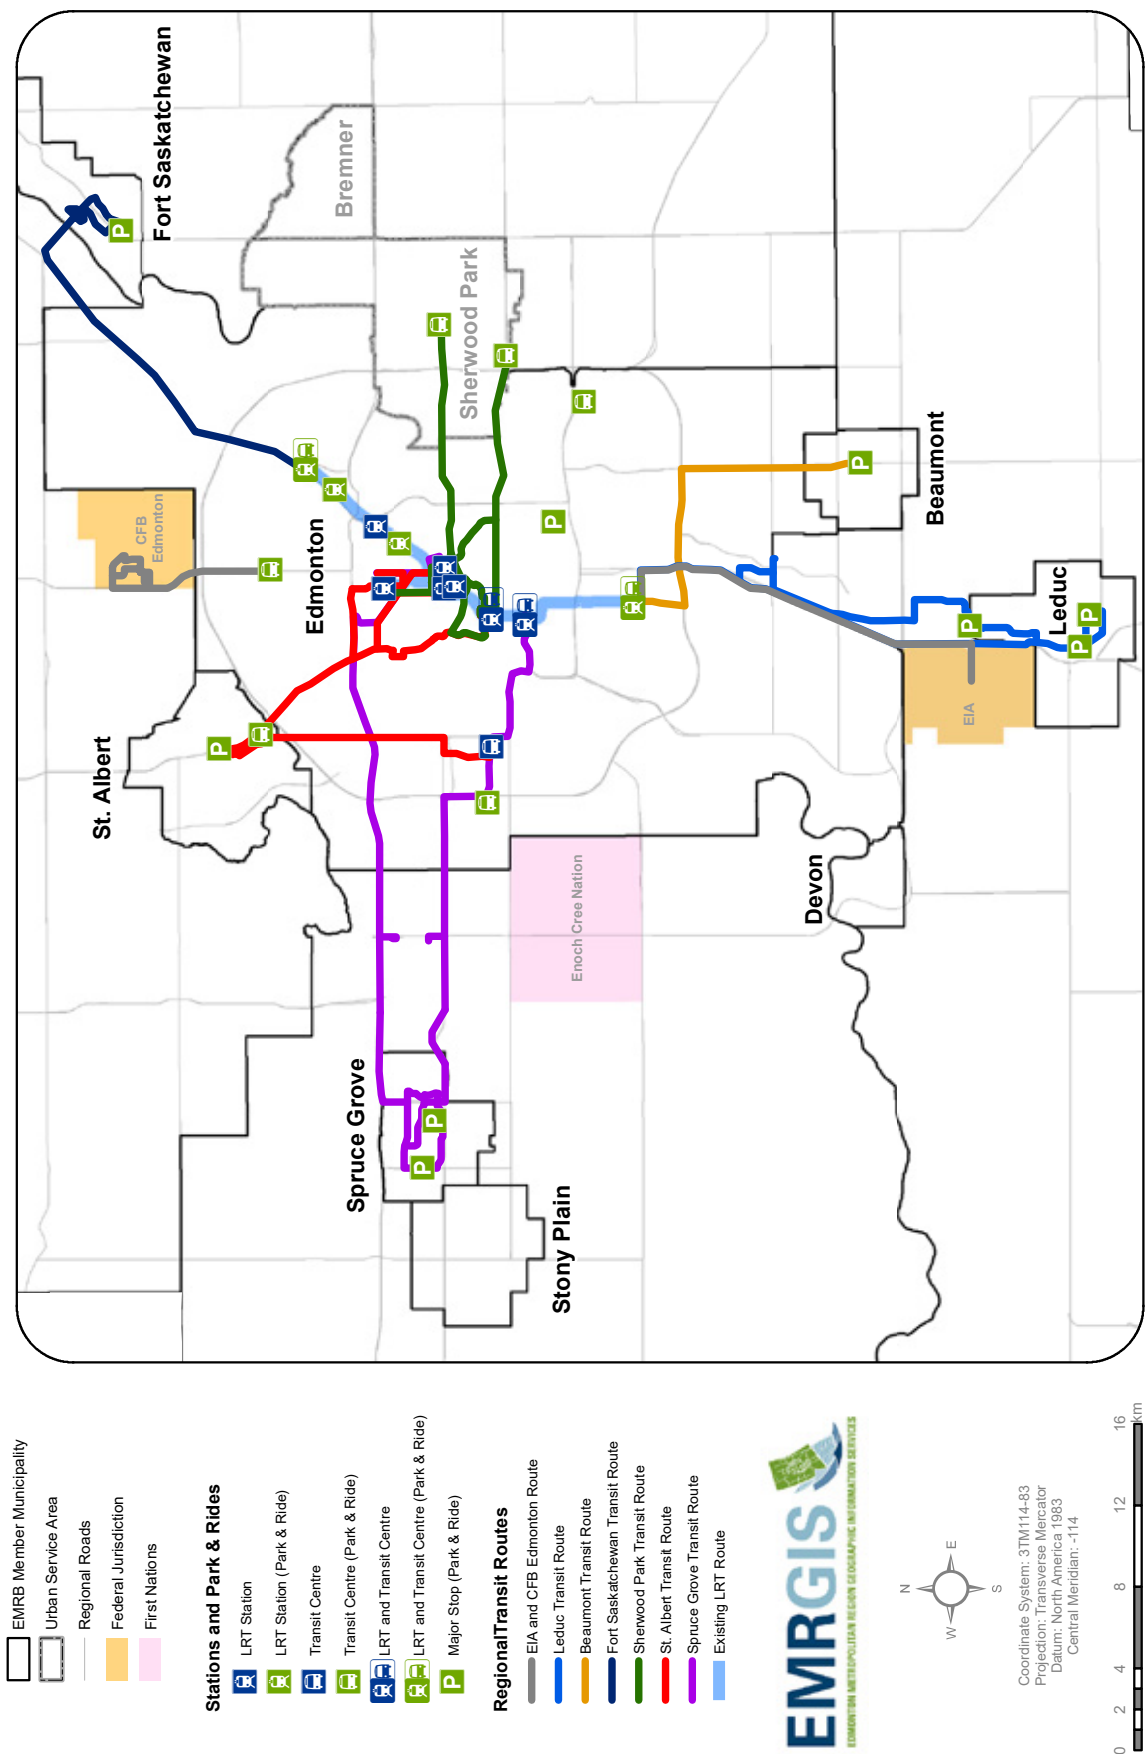 Fort Saskatchewan
Bremner
Sherwood Park
CFB
Edmonton
Edmonton
St. Albert
Beaumont
Leduc
EIA
Devon
Enoch Cree Nation
Spruce Grove
Stony Plain
P
P
P
P
P
P
P
P
P
EMRB Member Municipality
Urban Service Area
Regional Roads
Federal Jurisdiction
First Nations
Stations and Park & Rides
LRT Station
LRT Station (Park & Ride)
Transit Centre
Transit Centre (Park & Ride)
LRT and Transit Centre
LRT and Transit Centre (Park & Ride)
P Major Stop (Park & Ride)
RegionalTransit Routes
EIA and CFB Edmonton Route
Leduc Transit Route
Beaumont Transit Route
Fort Saskatchewan Transit Route
Sherwood Park Transit Route
St. Albert Transit Route
Spruce Grove Transit Route
Existing LRT Route
EMRGIS
EDMONTON METROPOLITAN REGION GEOGRAPHIC INFORMATION SERVICES
N
W E
S
Coordinate System: 3TM114-83
Projection: Transverse Mercator
Datum: North America 1983
Central Meridian: -114
0 2 4 8 12 16
km